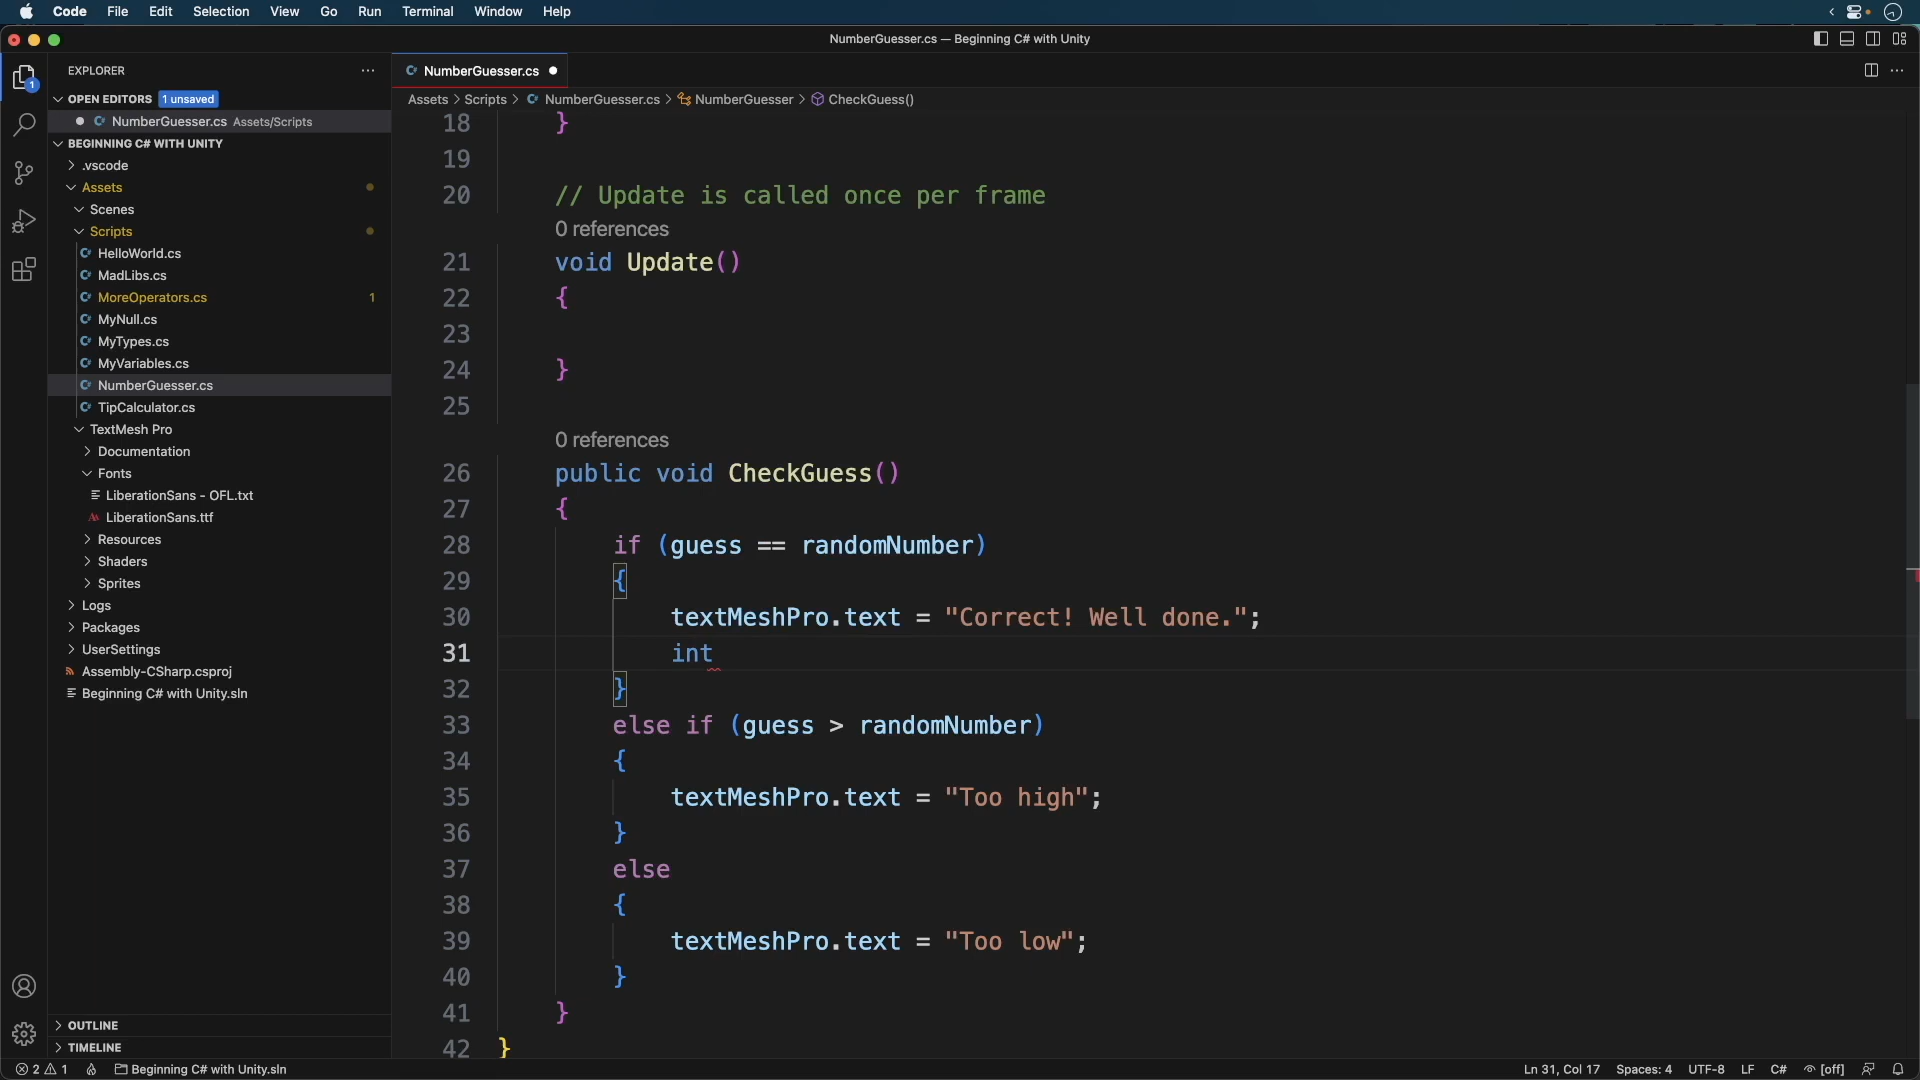 Code File Edit Selection View Go Run Terminal Window Help
NumberGuesser.cs — Beginning C# with Unity
EXPLORER
OPEN EDITORS 1 unsaved
NumberGuesser.cs Assets/Scripts
BEGINNING C# WITH UNITY
.vscode
Assets
Scenes
Scripts
HelloWorld.cs
MadLibs.cs
MoreOperators.cs 1
MyNull.cs
MyTypes.cs
MyVariables.cs
NumberGuesser.cs
TipCalculator.cs
TextMesh Pro
Documentation
Fonts
LiberationSans - OFL.txt
LiberationSans.ttf
Resources
Shaders
Sprites
Logs
Packages
UserSettings
Assembly-CSharp.csproj
Beginning C# with Unity.sln
OUTLINE
TIMELINE
1
NumberGuesser.cs
Assets > Scripts > NumberGuesser.cs > NumberGuesser > CheckGuess()
18 }
19
20 // Update is called once per frame
0 references
21 void Update()
22 {
23
24 }
25
0 references
26 public void CheckGuess()
27 {
28 if (guess == randomNumber)
29 {
30 textMeshPro.text = "Correct! Well done.";
31 int
32 }
33 else if (guess > randomNumber)
34 {
35 textMeshPro.text = "Too high";
36 }
37 else
38 {
39 textMeshPro.text = "Too low";
40 }
41 }
42 }
2 1 Beginning C# with Unity.sln Ln 31, Col 17 Spaces: 4 UTF-8 LF C# [off]